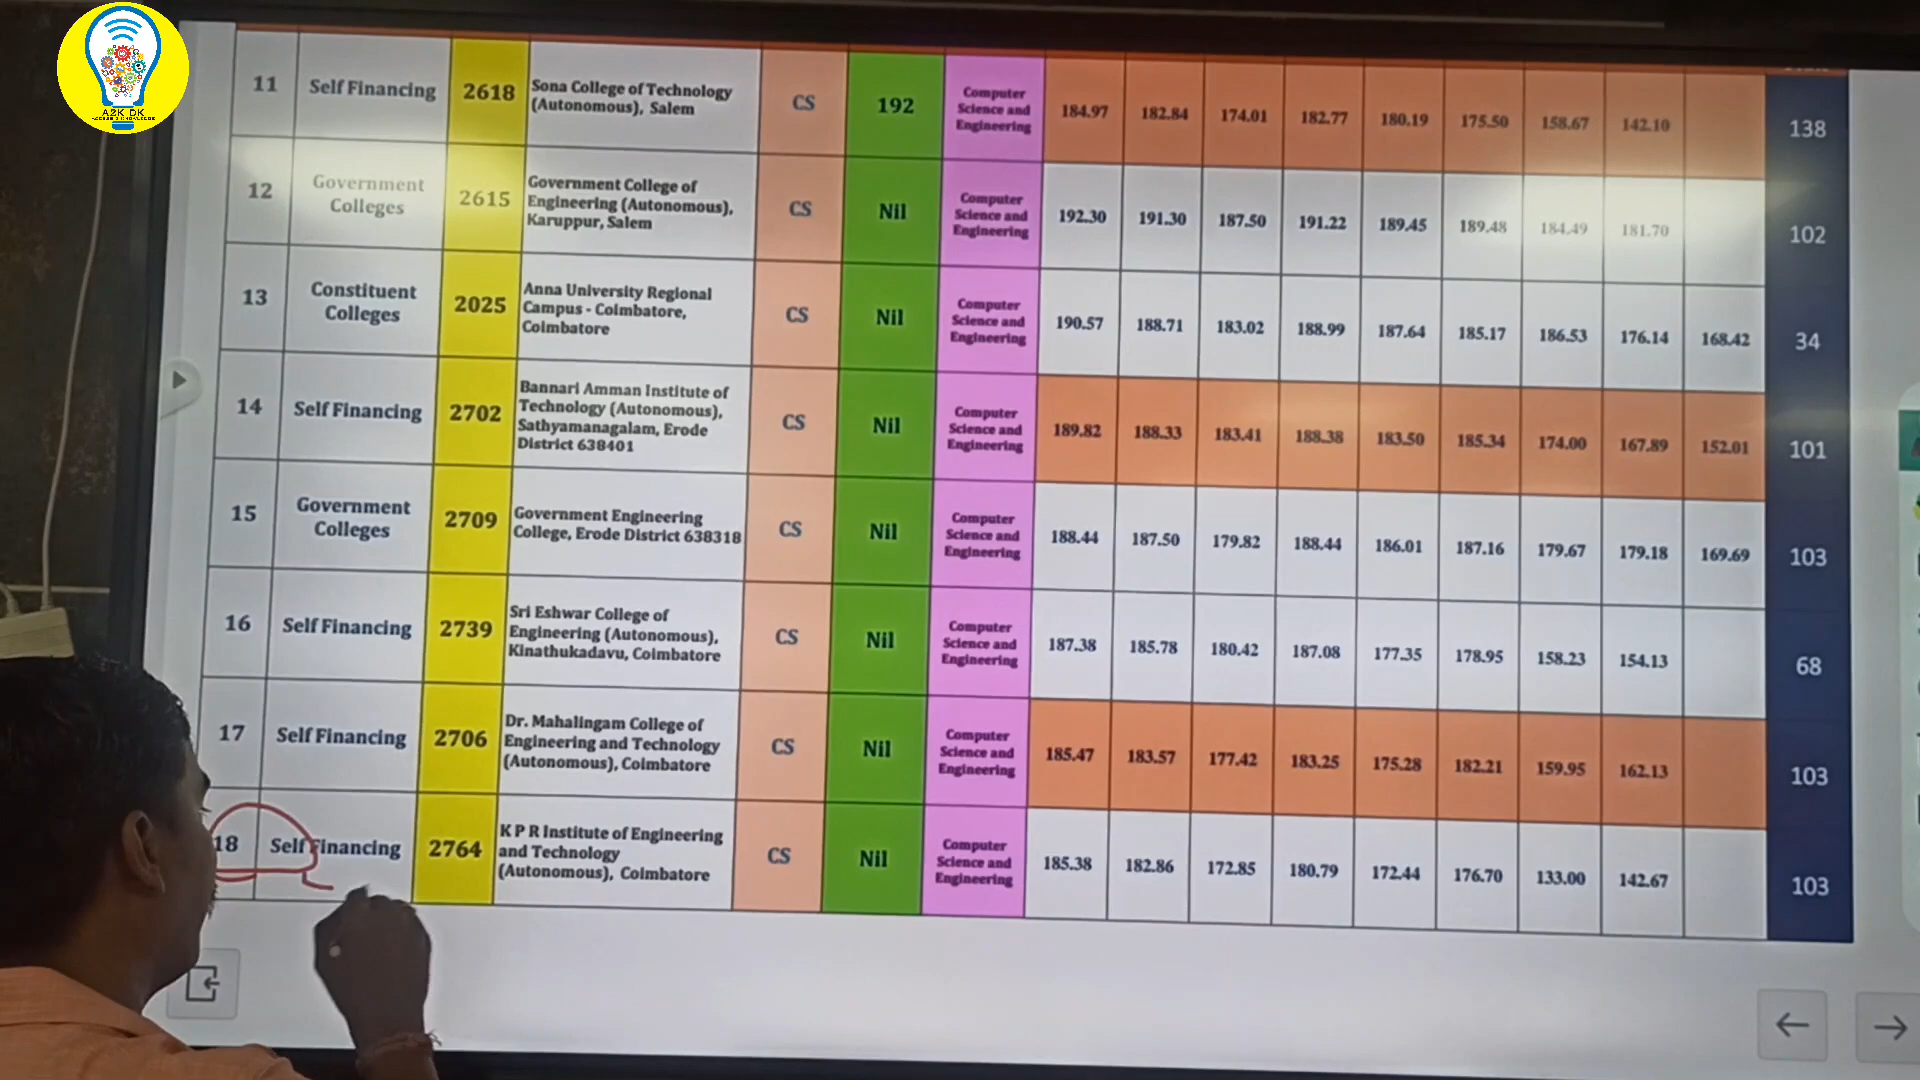 A2K DK
ACCESS 2 KNOWLEDGE
11 Self Financing 2618 Sona College of Technology (Autonomous), Salem CS 192 Computer Science and Engineering 184.97 182.84 174.01 182.77 180.19 175.50 158.67 142.10 138
12 Government Colleges 2615 Government College of Engineering (Autonomous), Karuppur, Salem CS Nil Computer Science and Engineering 192.30 191.30 187.50 191.22 189.45 189.48 184.49 181.70 102
13 Constituent Colleges 2025 Anna University Regional Campus - Coimbatore, Coimbatore CS Nil Computer Science and Engineering 190.57 188.71 183.02 188.99 187.64 185.17 186.53 176.14 168.42 34
14 Self Financing 2702 Bannari Amman Institute of Technology (Autonomous), Sathyamanagalam, Erode District 638401 CS Nil Computer Science and Engineering 189.82 188.33 183.41 188.38 183.50 185.34 174.00 167.89 152.01 101
15 Government Colleges 2709 Government Engineering College, Erode District 638318 CS Nil Computer Science and Engineering 188.44 187.50 179.82 188.44 186.01 187.16 179.67 179.18 169.69 103
16 Self Financing 2739 Sri Eshwar College of Engineering (Autonomous), Kinathukadavu, Coimbatore CS Nil Computer Science and Engineering 187.38 185.78 180.42 187.08 177.35 178.95 158.23 154.13 68
17 Self Financing 2706 Dr. Mahalingam College of Engineering and Technology (Autonomous), Coimbatore CS Nil Computer Science and Engineering 185.47 183.57 177.42 183.25 175.28 182.21 159.95 162.13 103
18 Self Financing 2764 K P R Institute of Engineering and Technology (Autonomous), Coimbatore CS Nil Computer Science and Engineering 185.38 182.86 172.85 180.79 172.44 176.70 133.00 142.67 103